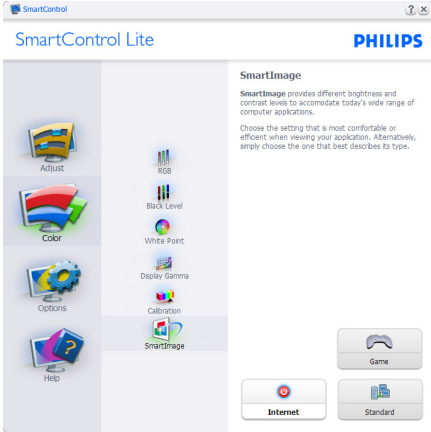 SmartControl
SmartControl Lite
PHILIPS
Adjust
Color
Options
Help
RGB
Black Level
White Point
Display Gamma
Calibration
SmartImage
SmartImage
SmartImage provides different brightness and
contrast levels to accomodate today's wide range of
computer applications.
Choose the setting that is most comfortable or
efficient when viewing your application. Alternatively,
simply choose the one that best describes its type.
Game
Internet
Standard